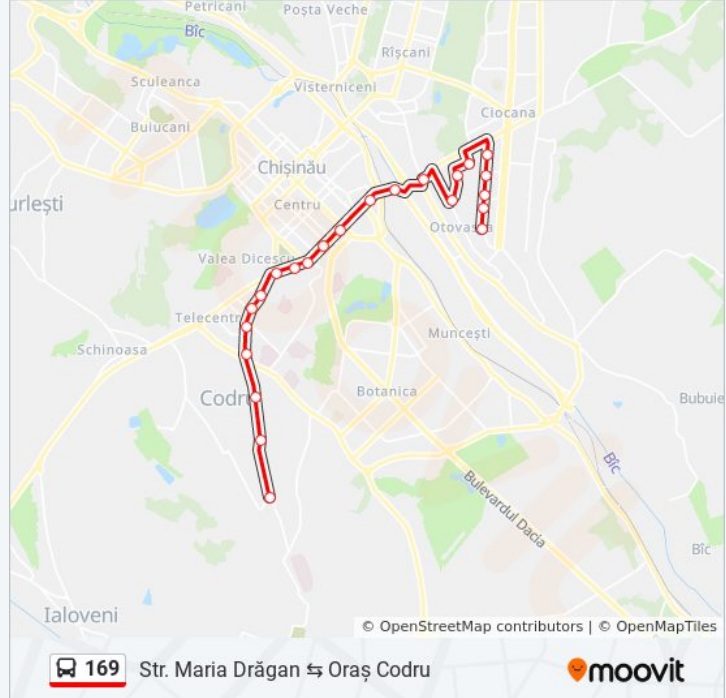 Petricani
Poșta Veche
Bîc
Rîșcani
Sculeanca
Visterniceni
Ciocana
Buiucani
Chișinău
urlești
Centru
Otovasca
Valea Dicescu
Telecentru
Muncești
Schinoasa
Botanica
Codru
Bubuie
Bîc
Bulevardul Dacia
Bîc
Ialoveni
© OpenStreetMap contributors | © OpenMapTiles
169 Str. Maria Drăgan ⇆ Oraș Codru
moovit